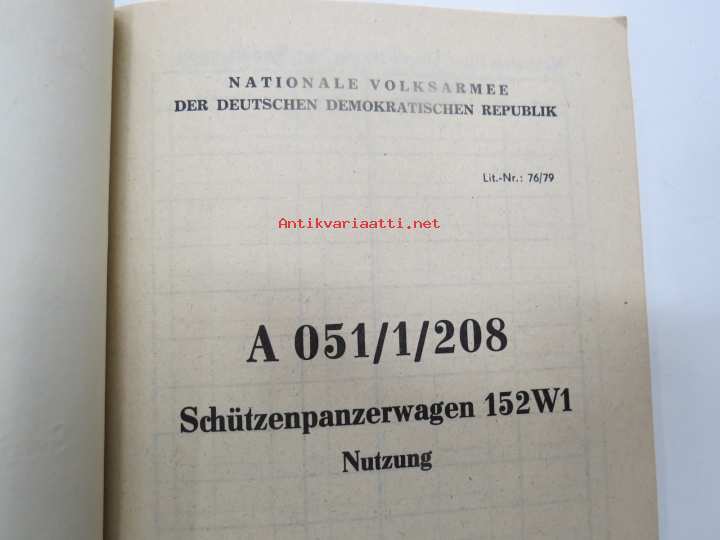 NATIONALE VOLKSARMEE
DER DEUTSCHEN DEMOKRATISCHEN REPUBLIK
Lit.-Nr.: 76/79
Antikvariaatti.net
A 051/1/208
Schützenpanzerwagen 152W1
Nutzung